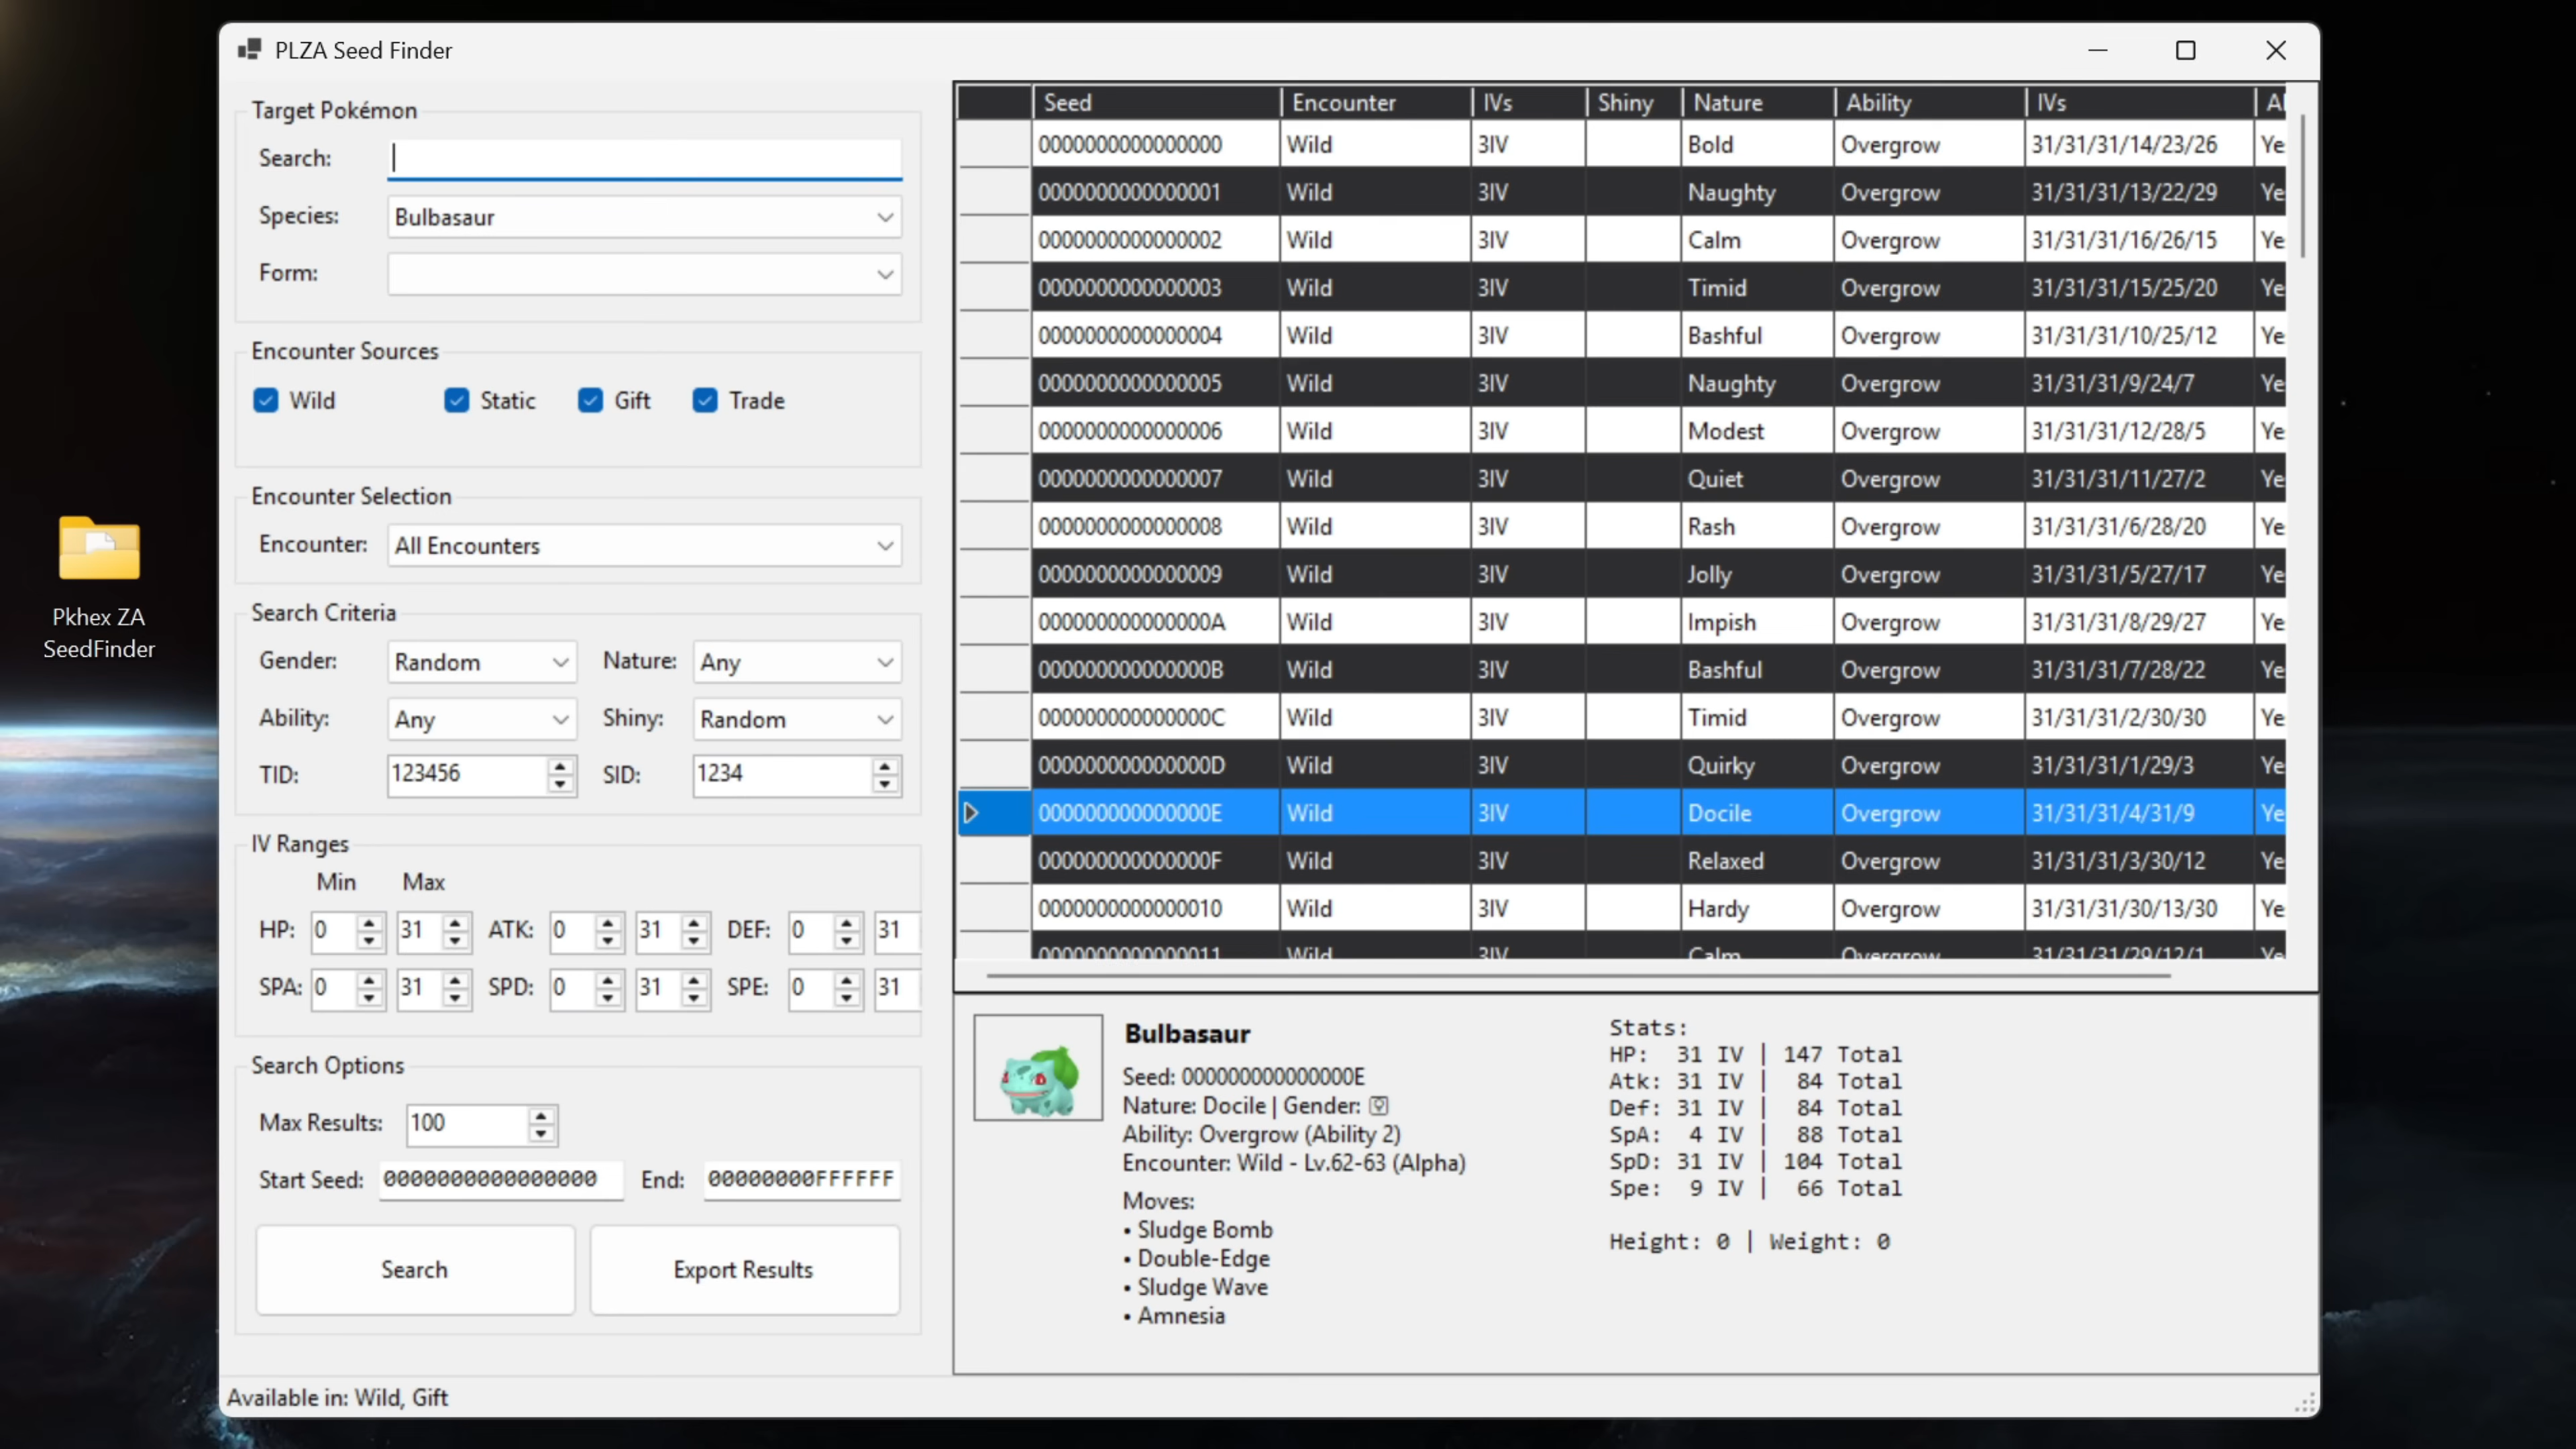 PLZA Seed Finder
Target Pokémon
Search:
Species: Bulbasaur
Form:
Encounter Sources
Wild Static Gift Trade
Encounter Selection
Encounter: All Encounters
Search Criteria
Gender: Random Nature: Any
Ability: Any Shiny: Random
TID: 123456 SID: 1234
IV Ranges
Min Max
HP: 0 31 ATK: 0 31 DEF: 0 31
SPA: 0 31 SPD: 0 31 SPE: 0 31
Search Options
Max Results: 100
Start Seed: 0000000000000000 End: 00000000FFFFFF
Search Export Results
Available in: Wild, Gift
Pkhex ZA
SeedFinder
Seed Encounter IVs Shiny Nature Ability IVs Al
0000000000000000 Wild 3IV Bold Overgrow 31/31/31/14/23/26 Ye
0000000000000001 Wild 3IV Naughty Overgrow 31/31/31/13/22/29 Ye
0000000000000002 Wild 3IV Calm Overgrow 31/31/31/16/26/15 Ye
0000000000000003 Wild 3IV Timid Overgrow 31/31/31/15/25/20 Ye
0000000000000004 Wild 3IV Bashful Overgrow 31/31/31/10/25/12 Ye
0000000000000005 Wild 3IV Naughty Overgrow 31/31/31/9/24/7 Ye
0000000000000006 Wild 3IV Modest Overgrow 31/31/31/12/28/5 Ye
0000000000000007 Wild 3IV Quiet Overgrow 31/31/31/11/27/2 Ye
0000000000000008 Wild 3IV Rash Overgrow 31/31/31/6/28/20 Ye
0000000000000009 Wild 3IV Jolly Overgrow 31/31/31/5/27/17 Ye
000000000000000A Wild 3IV Impish Overgrow 31/31/31/8/29/27 Ye
000000000000000B Wild 3IV Bashful Overgrow 31/31/31/7/28/22 Ye
000000000000000C Wild 3IV Timid Overgrow 31/31/31/2/30/30 Ye
000000000000000D Wild 3IV Quirky Overgrow 31/31/31/1/29/3 Ye
000000000000000E Wild 3IV Docile Overgrow 31/31/31/4/31/9 Ye
000000000000000F Wild 3IV Relaxed Overgrow 31/31/31/3/30/12 Ye
0000000000000010 Wild 3IV Hardy Overgrow 31/31/31/30/13/30 Ye
0000000000000011 Wild 3IV Calm Overgrow 31/31/31/29/12/1 Ye
Bulbasaur
Seed: 000000000000000E
Nature: Docile | Gender:
Ability: Overgrow (Ability 2)
Encounter: Wild - Lv.62-63 (Alpha)
Moves:
• Sludge Bomb
• Double-Edge
• Sludge Wave
• Amnesia
Stats:
HP: 31 IV | 147 Total
Atk: 31 IV | 84 Total
Def: 31 IV | 84 Total
SpA: 4 IV | 88 Total
SpD: 31 IV | 104 Total
Spe: 9 IV | 66 Total
Height: 0 | Weight: 0